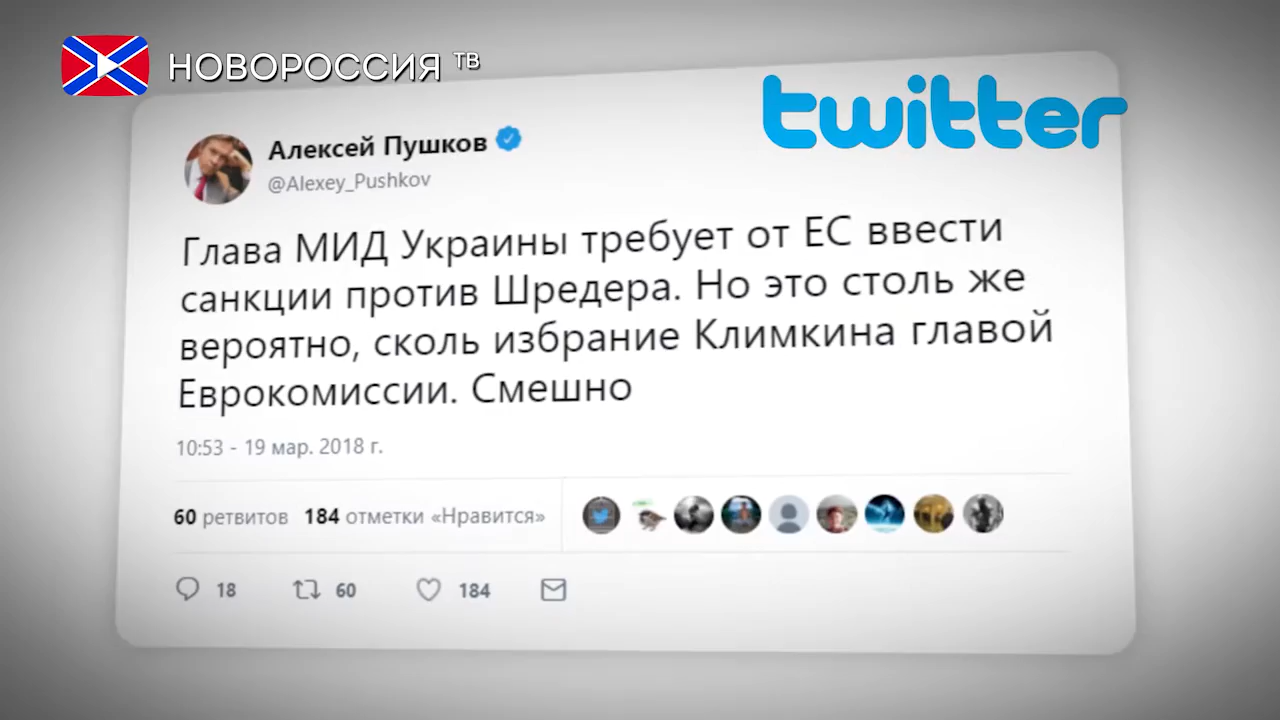 НОВОРОССИЯ ТВ
twitter
Алексей Пушков
@Alexey_Pushkov
Глава МИД Украины требует от ЕС ввести
санкции против Шредера. Но это столь же
вероятно, сколь избрание Климкина главой
Еврокомиссии. Смешно
10:53 - 19 мар. 2018 г.
60 ретвитов 184 отметки «Нравится»
18 60 184